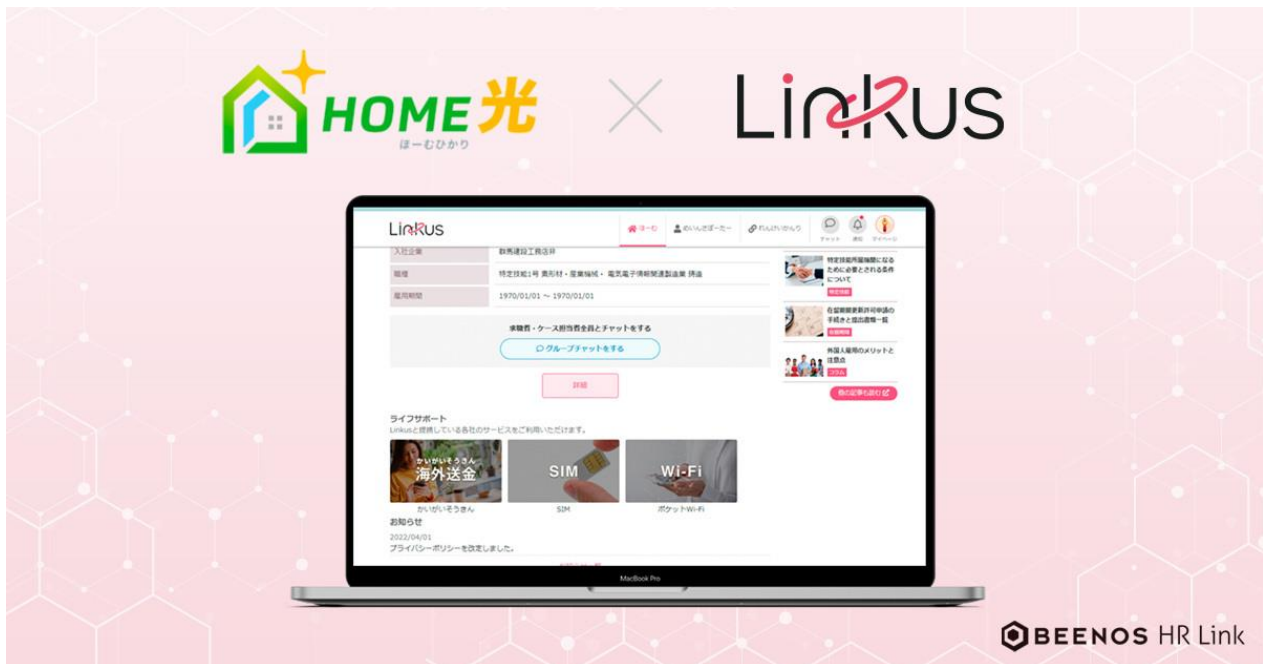 HOME光
ほーむひかり
×
Linkus
Linkus
ほーむ
めいんさぽーたー
れんけいかんり
チャット
通知
マイページ
入社企業
群馬建設工務店非
職種
特定技能1号 素形材・産業機械・ 電気電子情報関連製造業 鋳造
雇用期間
1970/01/01 ~ 1970/01/01
求職者・ケース担当者全員とチャットをする
グループチャットをする
詳細
特定技能所属機関になる
ために必要とされる条件
について
特定技能
在留期間更新許可申請の
手続きと提出書類一覧
在留期間
外国人雇用のメリットと
注意点
コラム
他の記事も読む
ライフサポート
Linkusと提携している各社のサービスをご利用いただけます。
かいがいそうきん
海外送金
SIM
Wi-Fi
かいがいそうきん
SIM
ポケットWi-Fi
お知らせ
2022/04/01
プライバシーポリシーを改定しました。
MacBook Pro
BEENOS HR Link